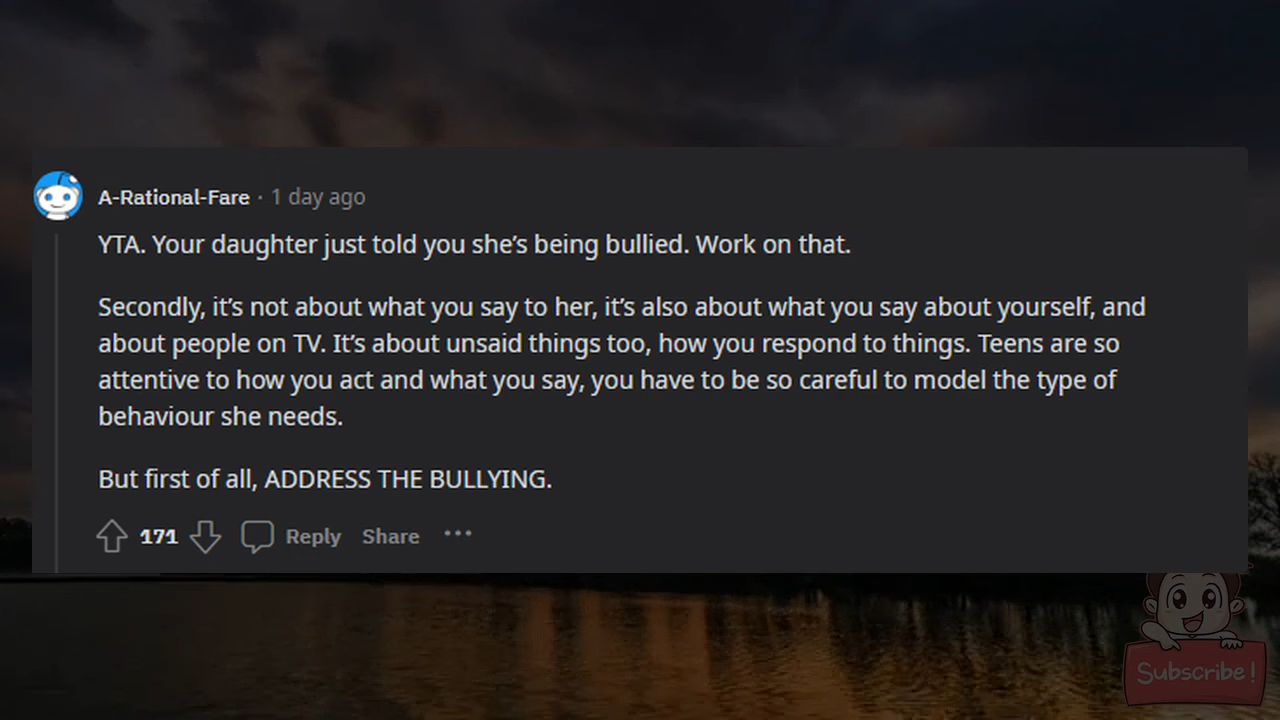 A-Rational-Fare · 1 day ago
YTA. Your daughter just told you she’s being bullied. Work on that.
Secondly, it’s not about what you say to her, it’s also about what you say about yourself, and
about people on TV. It’s about unsaid things too, how you respond to things. Teens are so
attentive to how you act and what you say, you have to be so careful to model the type of
behaviour she needs.
But first of all, ADDRESS THE BULLYING.
171 Reply Share ···
Subscribe!